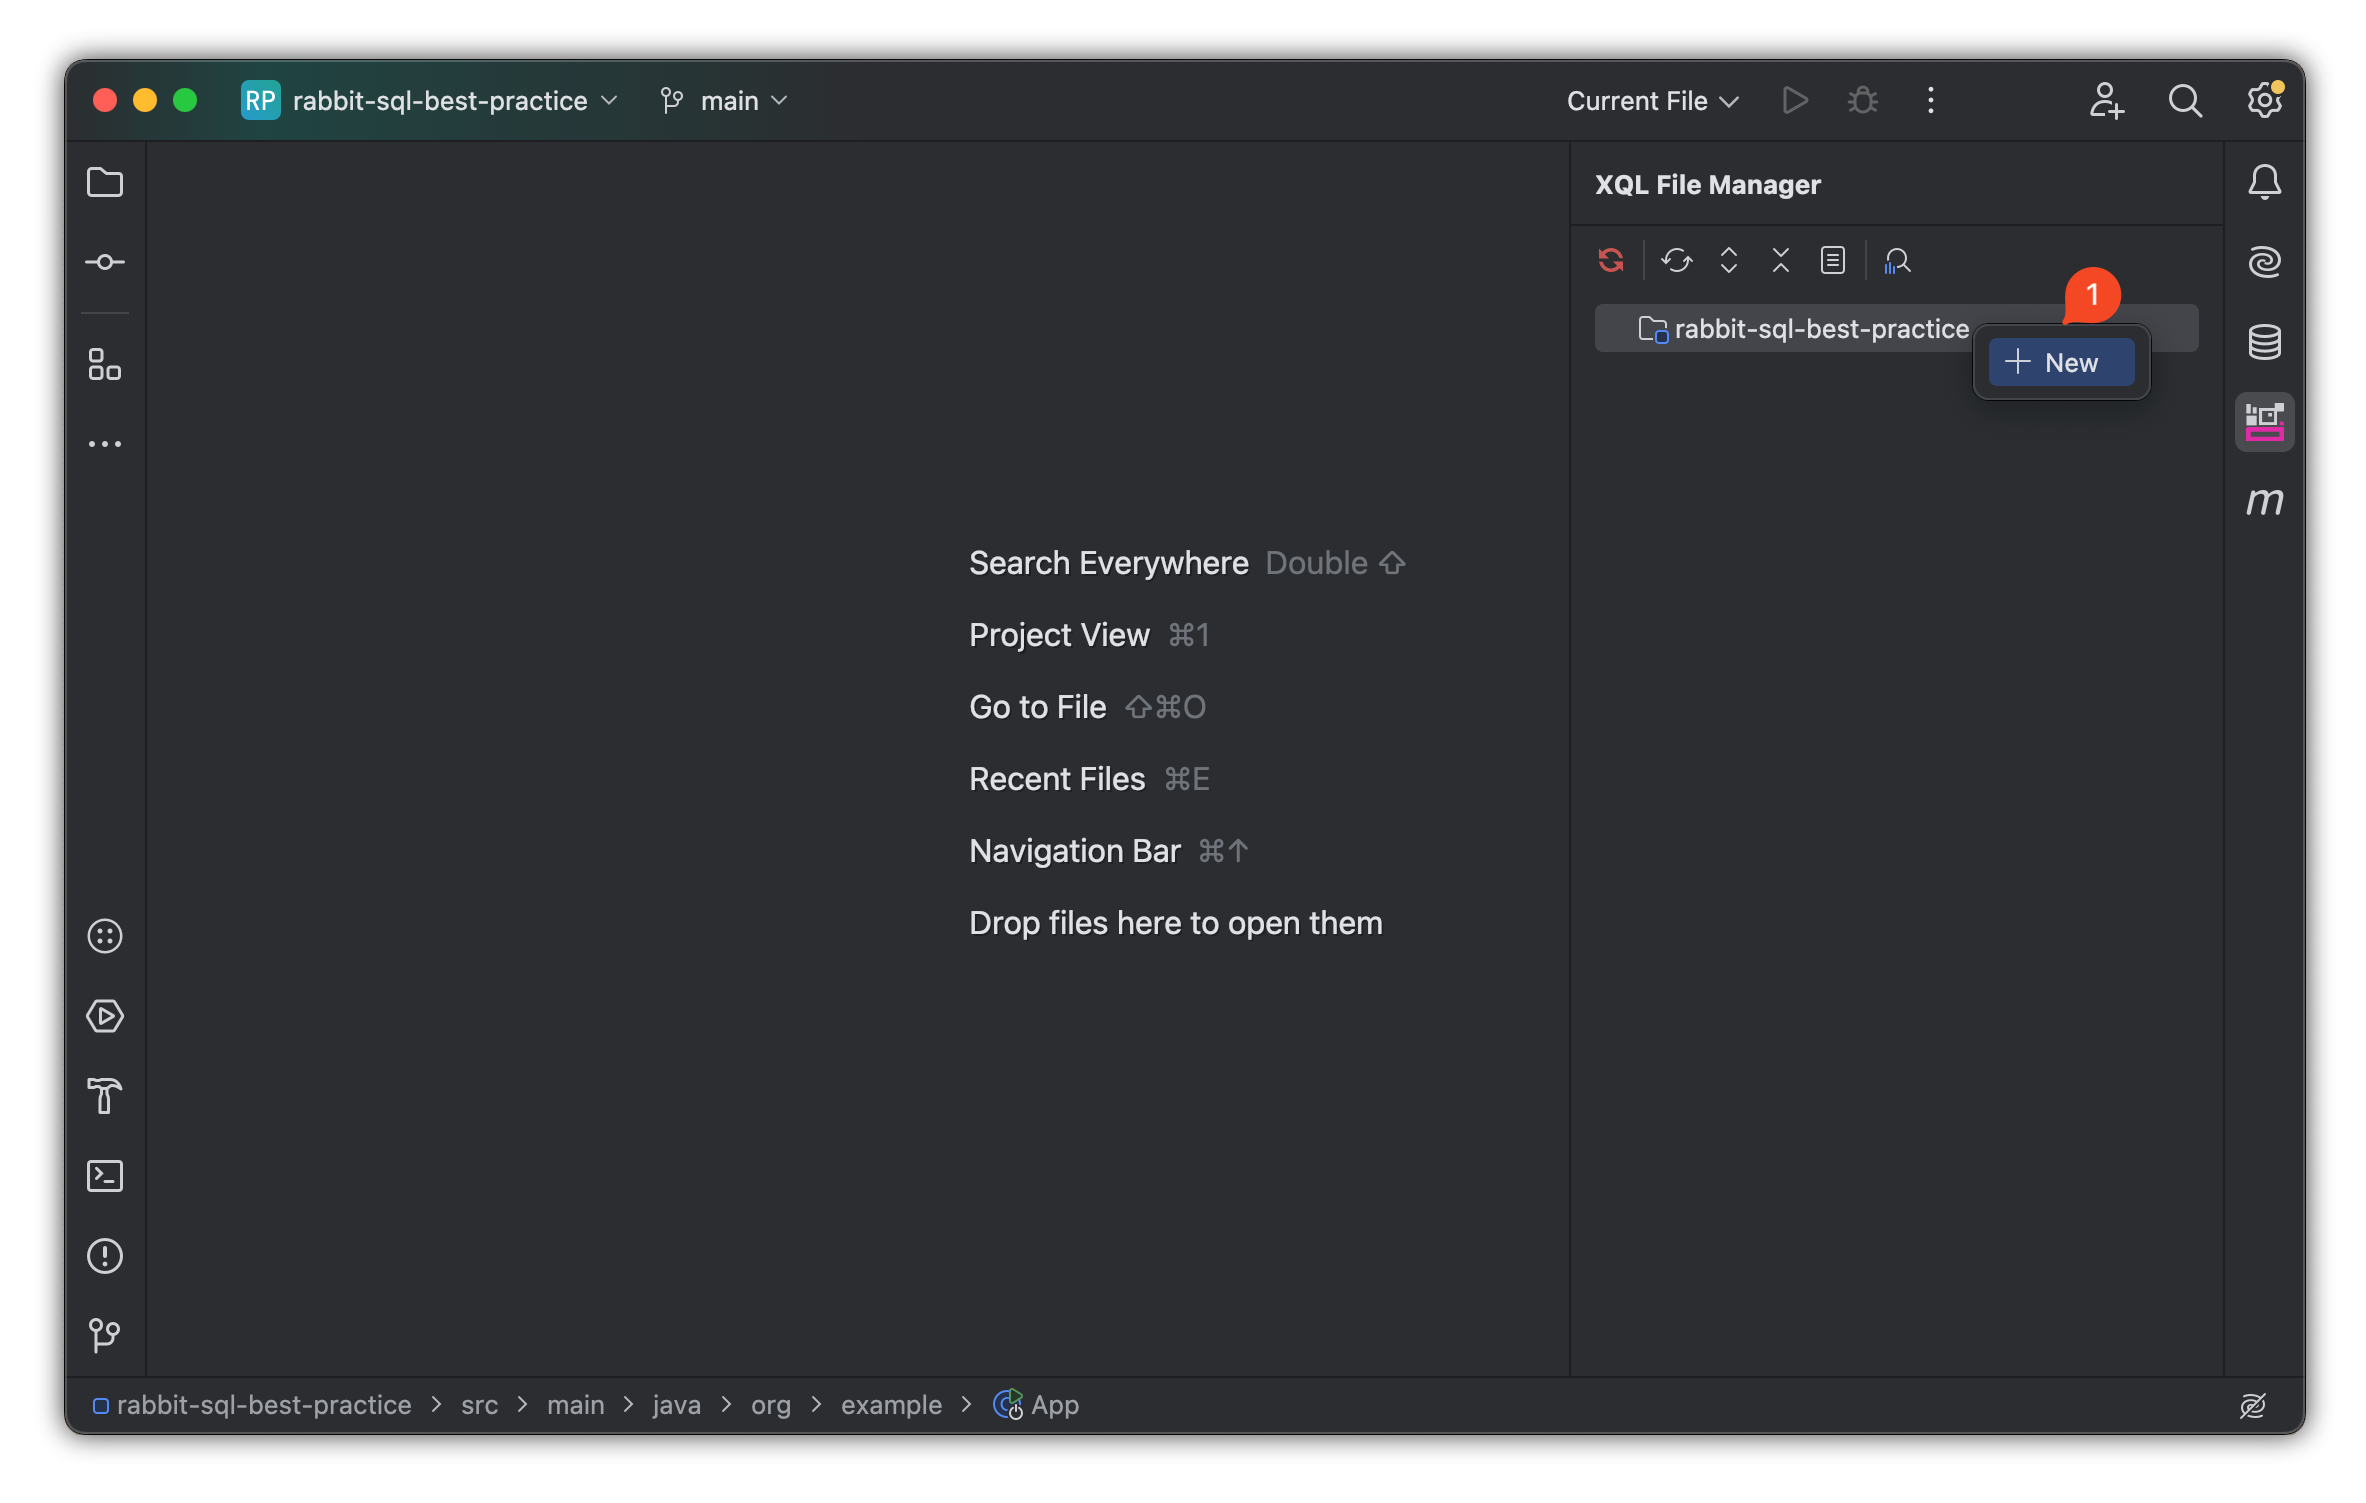 RP rabbit-sql-best-practice main Current File
XQL File Manager
1
rabbit-sql-best-practice
New
m
Search Everywhere Double ⇧
Project View ⌘1
Go to File ⇧⌘O
Recent Files ⌘E
Navigation Bar ⌘↑
Drop files here to open them
rabbit-sql-best-practice > src > main > java > org > example > App